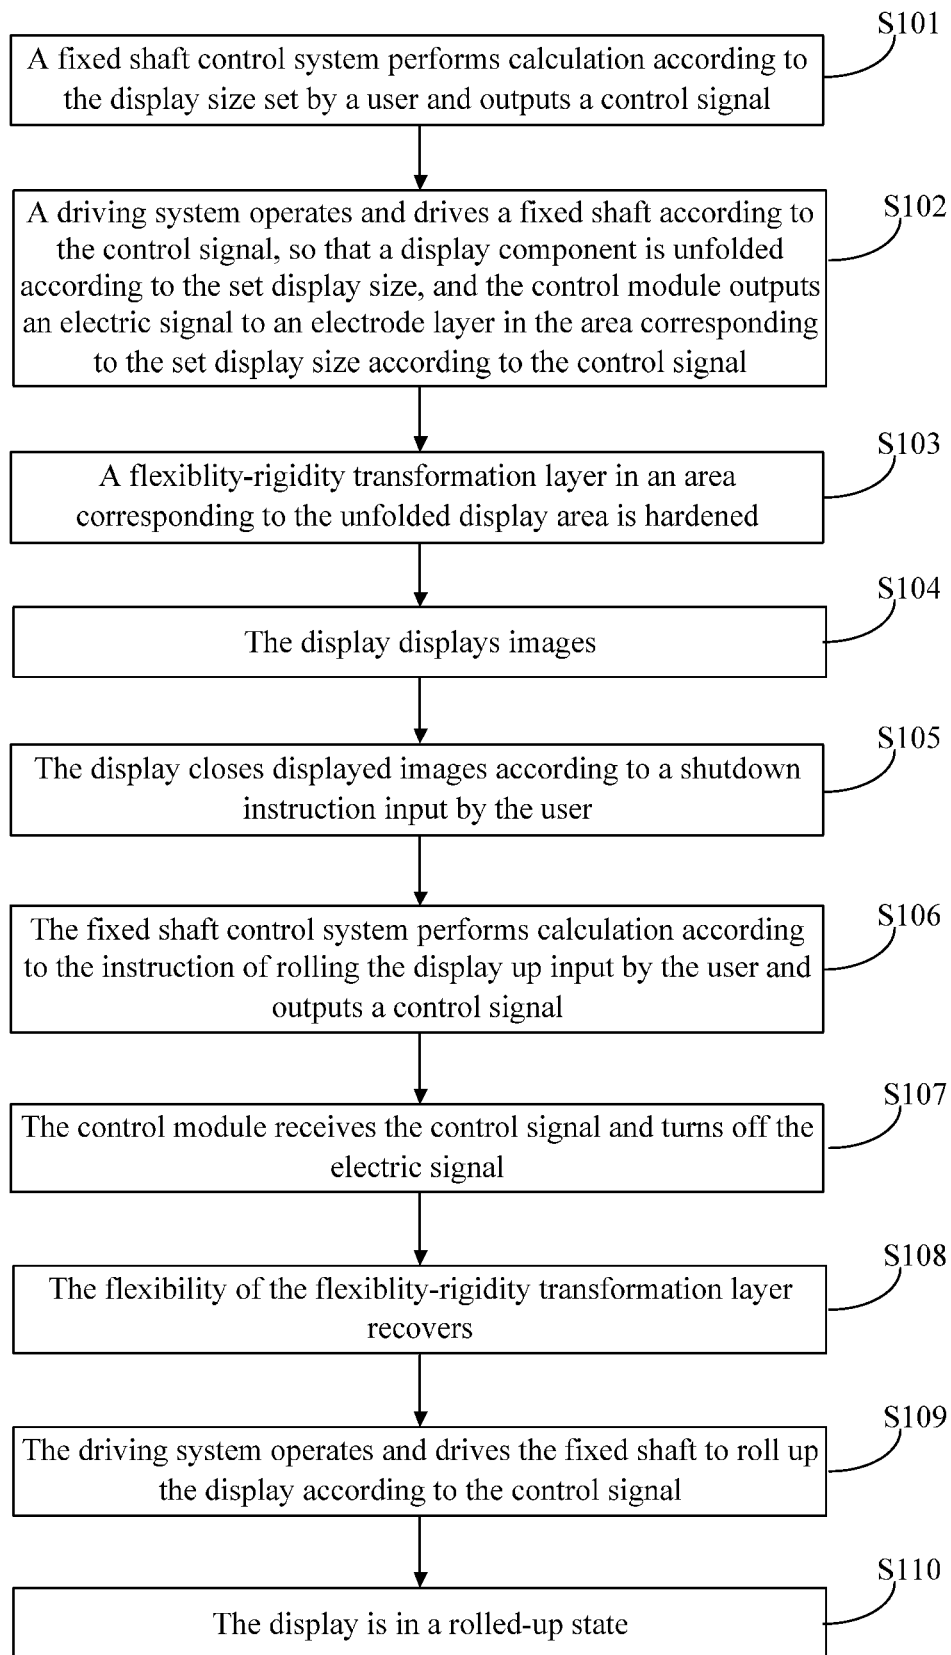 S101
A fixed shaft control system performs calculation according to
the display size set by a user and outputs a control signal
S102
A driving system operates and drives a fixed shaft according to
the control signal, so that a display component is unfolded
according to the set display size, and the control module outputs
an electric signal to an electrode layer in the area corresponding
to the set display size according to the control signal
S103
A flexiblity-rigidity transformation layer in an area
corresponding to the unfolded display area is hardened
S104
The display displays images
S105
The display closes displayed images according to a shutdown
instruction input by the user
S106
The fixed shaft control system performs calculation according
to the instruction of rolling the display up input by the user and
outputs a control signal
S107
The control module receives the control signal and turns off the
electric signal
S108
The flexibility of the flexiblity-rigidity transformation layer
recovers
S109
The driving system operates and drives the fixed shaft to roll up
the display according to the control signal
S110
The display is in a rolled-up state